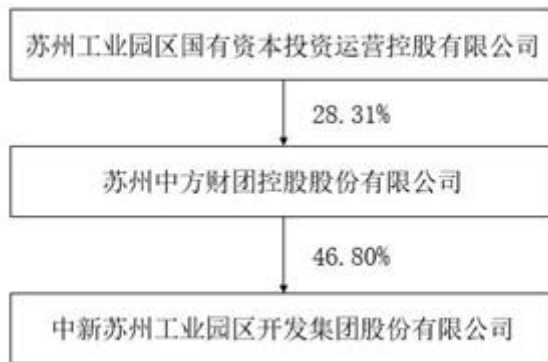 苏州工业园区国有资本投资运营控股有限公司
28.31%
苏州中方财团控股股份有限公司
46.80%
中新苏州工业园区开发集团股份有限公司